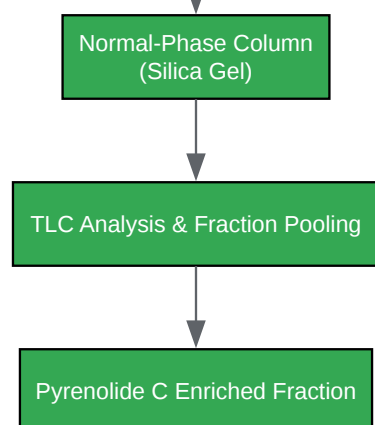 Normal-Phase Column
(Silica Gel)
TLC Analysis & Fraction Pooling
Pyrenolide C Enriched Fraction